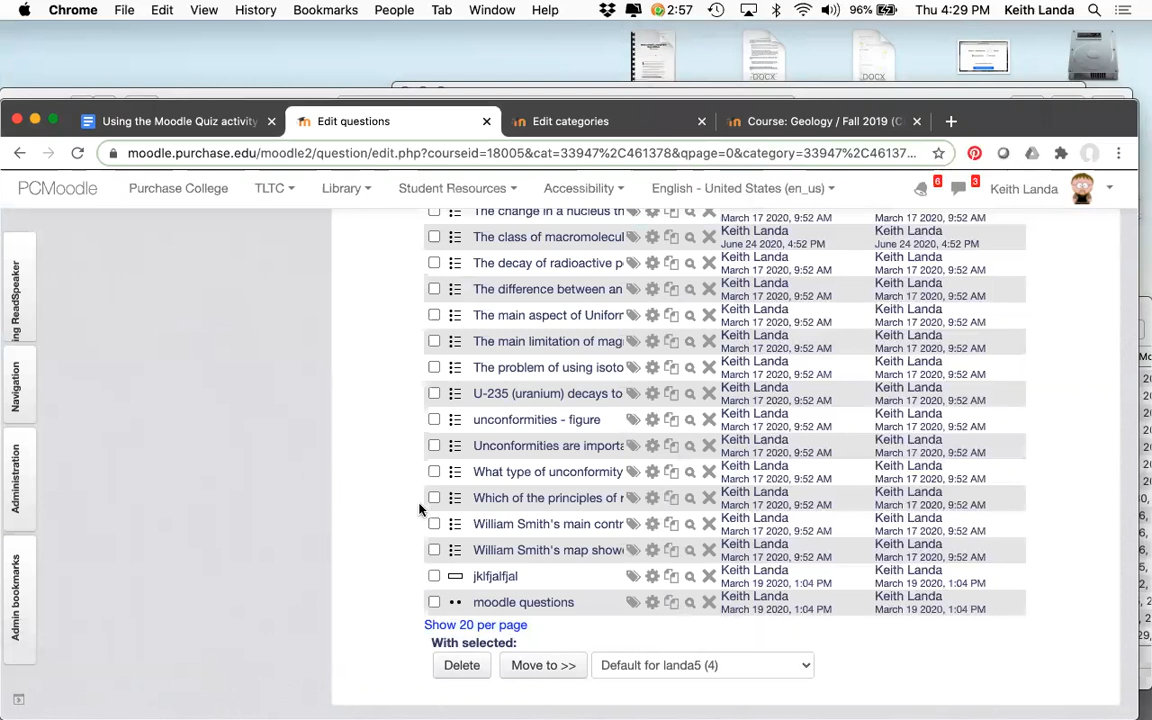 Chrome File Edit View History Bookmarks People Tab Window Help 2:57 96% Thu 4:29 PM Keith Landa
DOCX DOCX
Using the Moodle Quiz activity Edit questions Edit categories Course: Geology / Fall 2019 (C
moodle.purchase.edu/moodle2/question/edit.php?courseid=18005&cat=33947%2C461378&qpage=0&category=33947%2C46137...
PCMoodle Purchase College TLTC Library Student Resources Accessibility English - United States (en_us) 6 3 Keith Landa
The change in a nucleus th March 17 2020, 9:52 AM March 17 2020, 9:52 AM
The class of macromolecul Keith Landa Keith Landa
June 24 2020, 4:52 PM June 24 2020, 4:52 PM
The decay of radioactive p Keith Landa Keith Landa
March 17 2020, 9:52 AM March 17 2020, 9:52 AM
The difference between an Keith Landa Keith Landa
March 17 2020, 9:52 AM March 17 2020, 9:52 AM
The main aspect of Uniforr Keith Landa Keith Landa
March 17 2020, 9:52 AM March 17 2020, 9:52 AM
The main limitation of mag Keith Landa Keith Landa
March 17 2020, 9:52 AM March 17 2020, 9:52 AM
The problem of using isoto Keith Landa Keith Landa
March 17 2020, 9:52 AM March 17 2020, 9:52 AM
U-235 (uranium) decays to Keith Landa Keith Landa
March 17 2020, 9:52 AM March 17 2020, 9:52 AM
unconformities - figure Keith Landa Keith Landa
March 17 2020, 9:52 AM March 17 2020, 9:52 AM
Unconformities are importa Keith Landa Keith Landa
March 17 2020, 9:52 AM March 17 2020, 9:52 AM
What type of unconformity Keith Landa Keith Landa
March 17 2020, 9:52 AM March 17 2020, 9:52 AM
Which of the principles of r Keith Landa Keith Landa
March 17 2020, 9:52 AM March 17 2020, 9:52 AM
William Smith's main contr Keith Landa Keith Landa
March 17 2020, 9:52 AM March 17 2020, 9:52 AM
William Smith's map show Keith Landa Keith Landa
March 17 2020, 9:52 AM March 17 2020, 9:52 AM
jklfjalfjal Keith Landa Keith Landa
March 19 2020, 1:04 PM March 19 2020, 1:04 PM
moodle questions Keith Landa Keith Landa
March 19 2020, 1:04 PM March 19 2020, 1:04 PM
Show 20 per page
With selected:
Delete Move to >> Default for landa5 (4)
ing ReadSpeaker
Navigation
Administration
Admin bookmarks